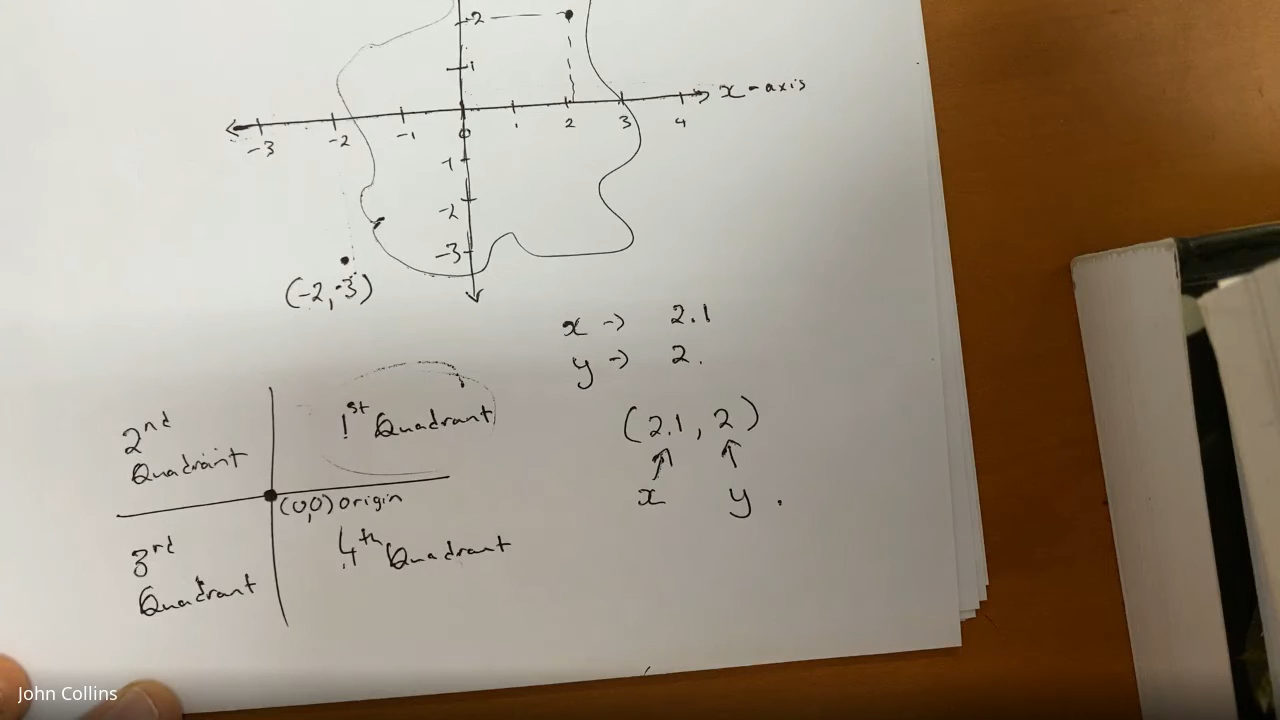 2
1
x-axis
-3 -2 -1 0 1 2 3 4
-1
-2
-3
(-2,-3)
x → 2.1
y → 2.
2nd
Quadrant
1st Quadrant
(2.1, 2)
x y.
(0,0) origin
3rd
Quadrant
4th Quadrant
John Collins